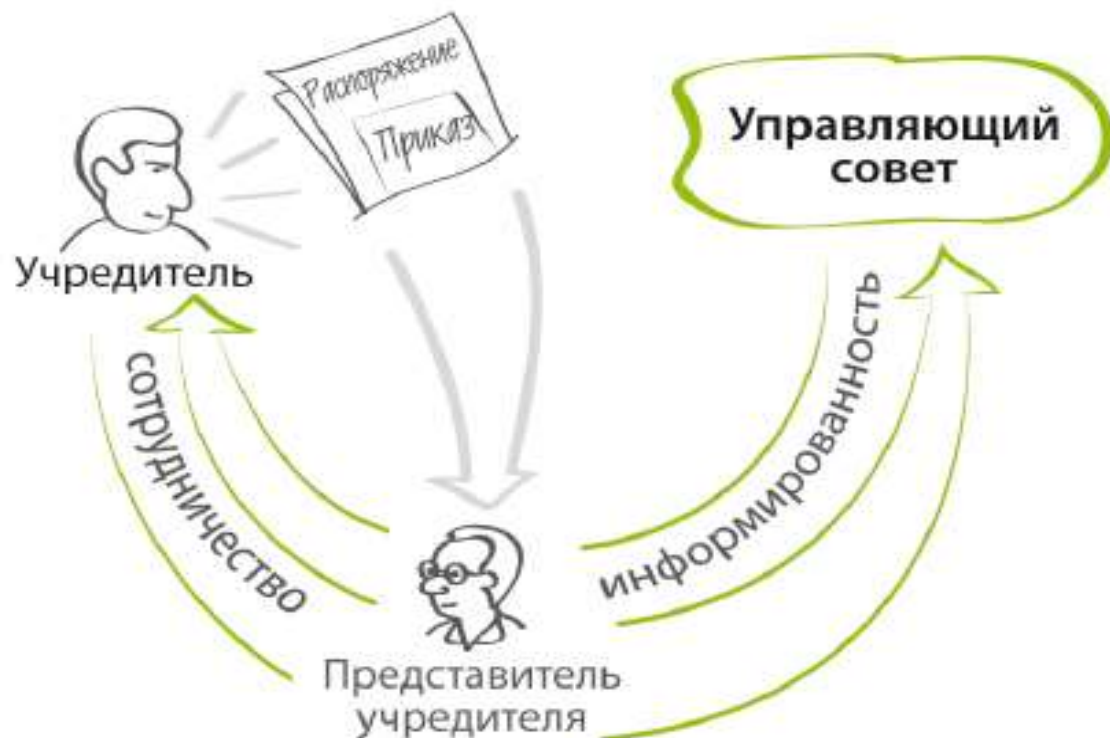 Распоряжение
Приказ
Управляющий
совет
Учредитель
сотрудничество
информированность
Представитель
учредителя